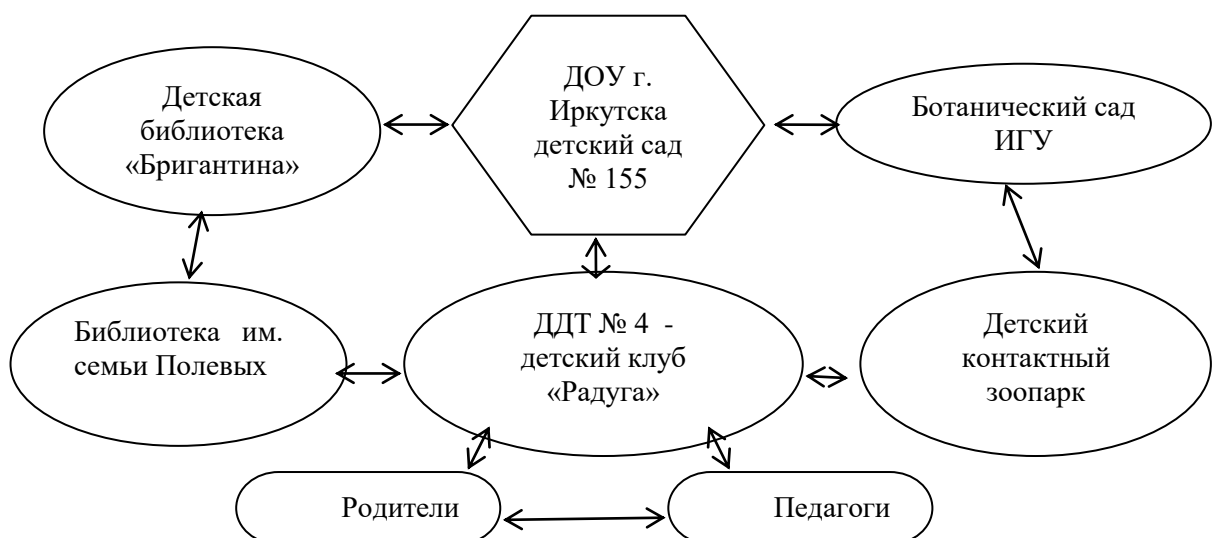 Детская
библиотека
«Бригантина»
ДОУ г.
Иркутска
детский сад
№ 155
Ботанический сад
ИГУ
Библиотека им.
семьи Полевых
ДДТ № 4 -
детский клуб
«Радуга»
Детский
контактный
зоопарк
Родители
Педагоги